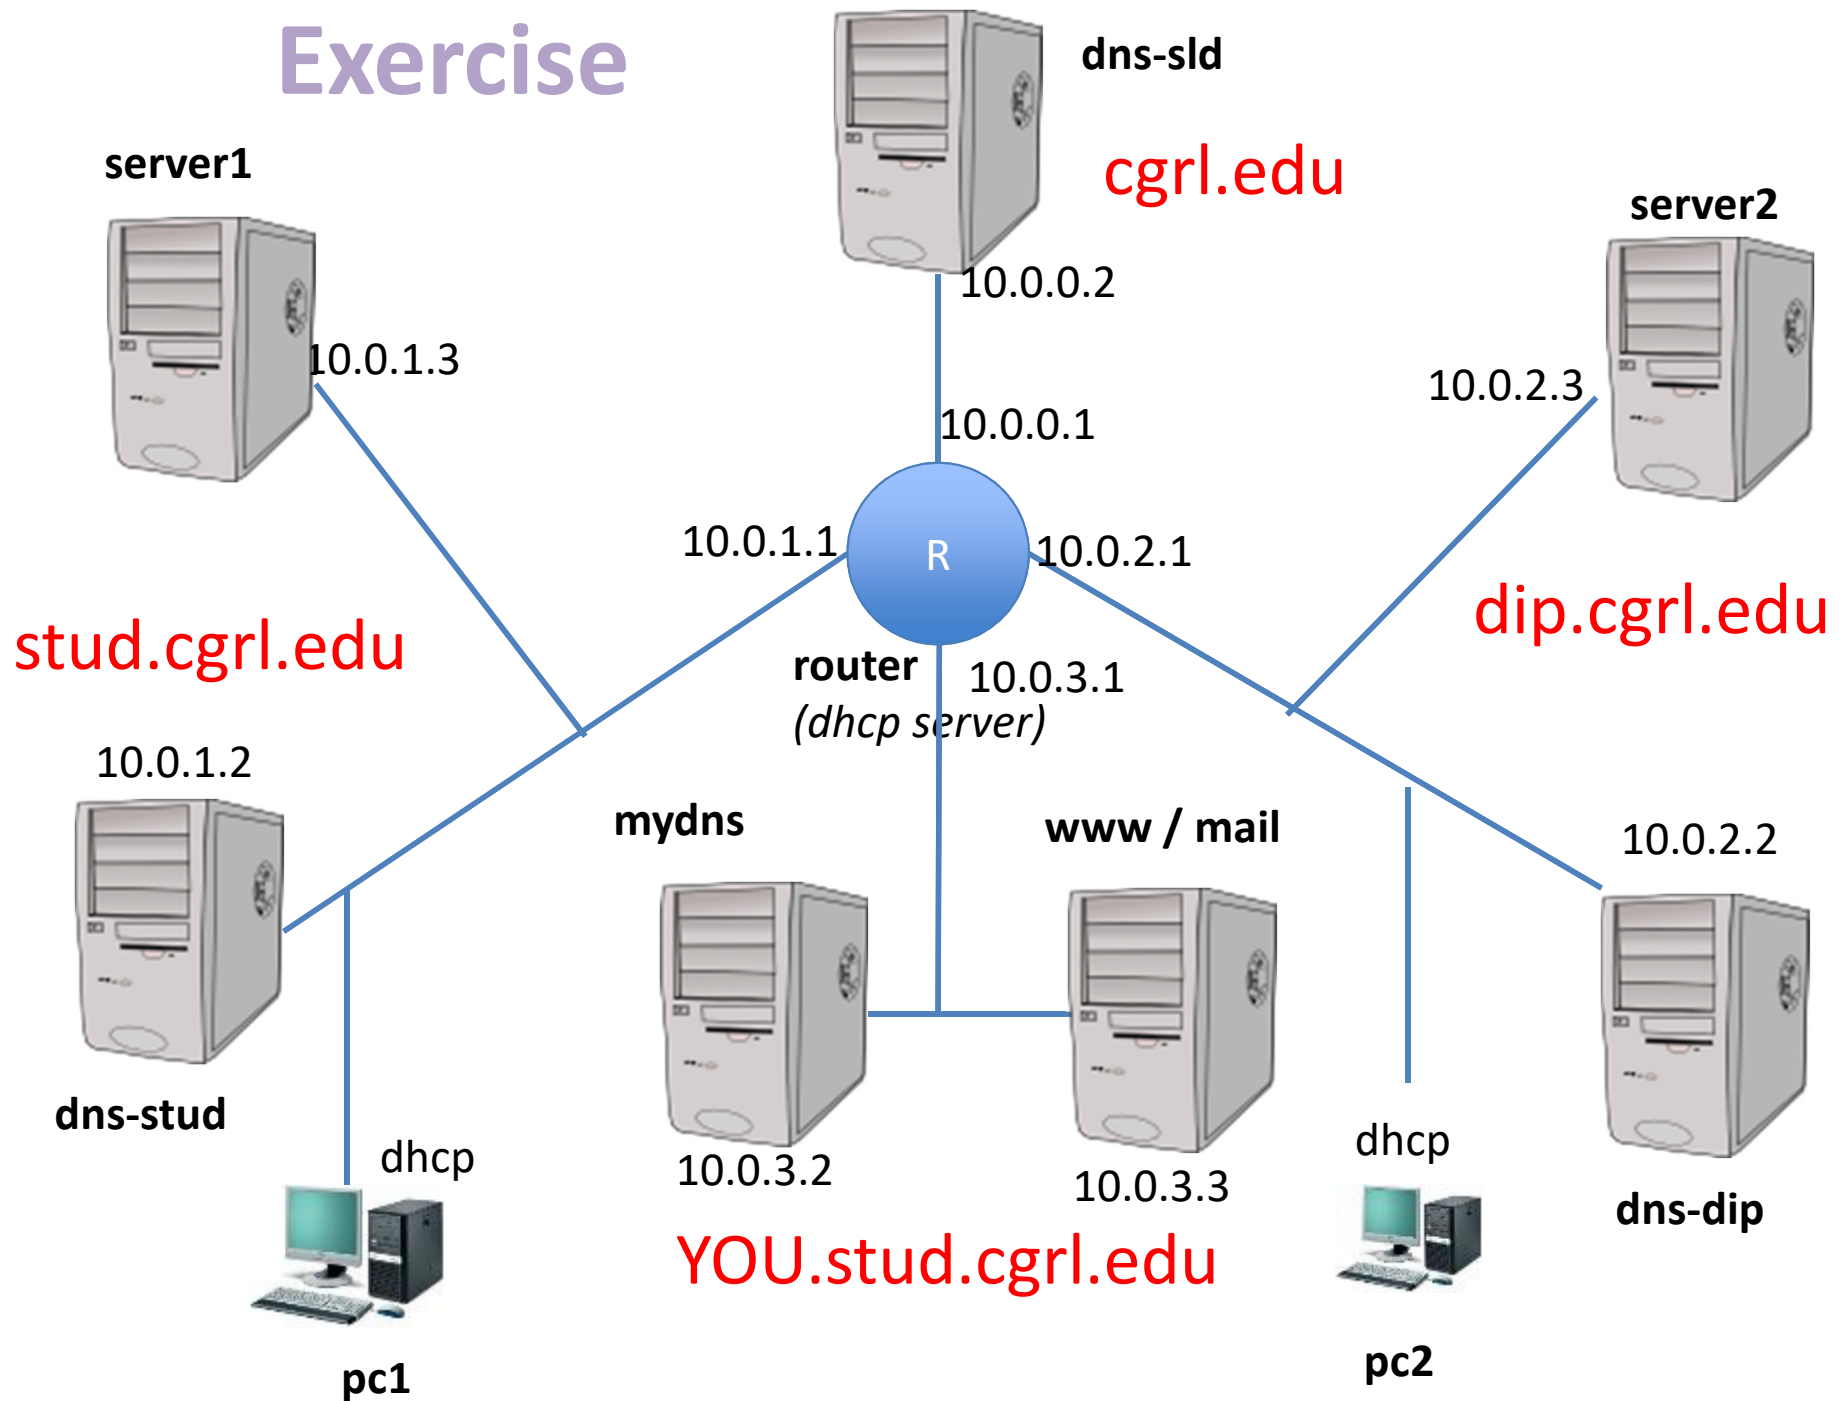 Exercise
dns-sld
cgrl.edu
server1
server2
10.0.0.2
10.0.1.3
10.0.2.3
10.0.0.1
10.0.1.1
R
10.0.2.1
stud.cgrl.edu
dip.cgrl.edu
router
10.0.3.1
(dhcp server)
10.0.1.2
mydns
www / mail
10.0.2.2
dns-stud
dhcp
10.0.3.2
10.0.3.3
dhcp
dns-dip
YOU.stud.cgrl.edu
pc1
pc2